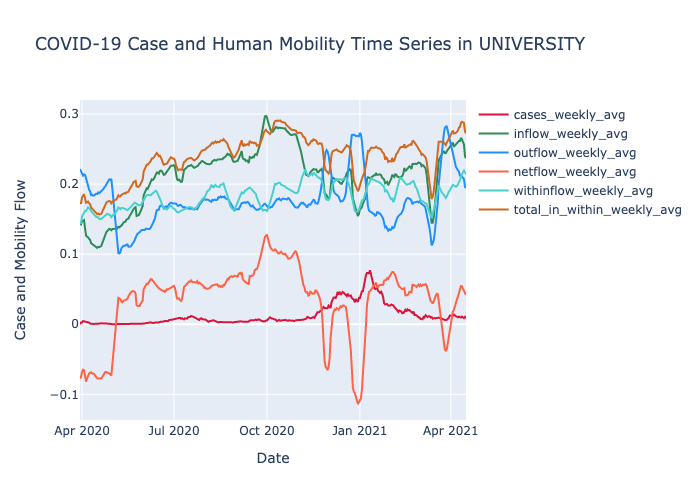 COVID-19 Case and Human Mobility Time Series in UNIVERSITY
cases_weekly_avg
inflow_weekly_avg
outflow_weekly_avg
netflow_weekly_avg
withinflow_weekly_avg
total_in_within_weekly_avg
Case and Mobility Flow
0.3
0.2
0.1
0
−0.1
Apr 2020
Jul 2020
Oct 2020
Jan 2021
Apr 2021
Date